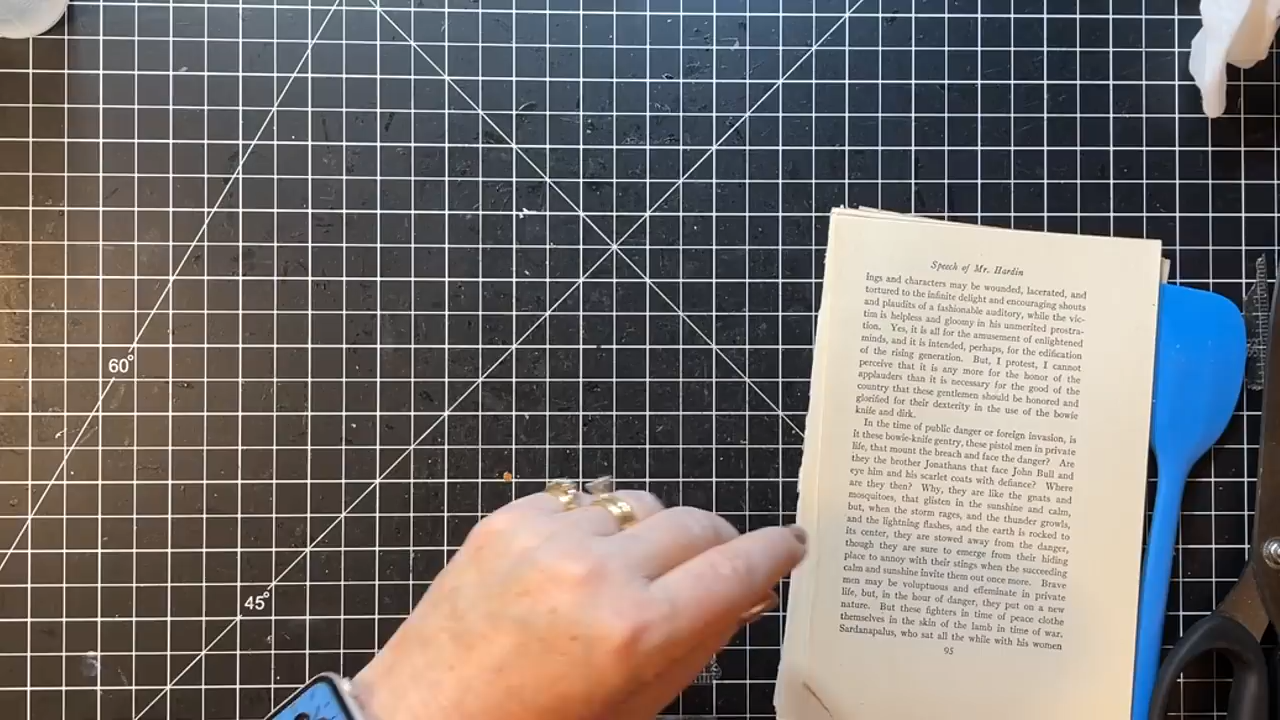 Speech of Mr. Hardin
ings and characters may be wounded, lacerated, and
tortured to the infinite delight and encouraging shouts
and plaudits of a fashionable auditory, while the vic-
tim is helpless and gloomy in his unmerited prostra-
tion. Yes, it is all for the amusement of enlightened
minds, and it is intended, perhaps, for the edification
of the rising generation. But, I protest, I cannot
perceive that it is any more for the honor of the
applauders than it is necessary for the good of the
country that these gentlemen should be honored and
glorified for their dexterity in the use of the bowie
knife and dirk.
In the time of public danger or foreign invasion, is
it these bowie-knife gentry, these pistol men in private
life, that mount the breach and face the danger? Are
they the brother Jonathans that face John Bull and
eye him and his scarlet coats with defiance? Where
are they then? Why, they are like the gnats and
mosquitoes, that glisten in the sunshine and calm,
but, when the storm rages, and the thunder growls,
and the lightning flashes, and the earth is rocked to
its center, they are stowed away from the danger,
though they are sure to emerge from their hiding
place to annoy with their stings when the succeeding
calm and sunshine invite them out once more. Brave
men may be voluptuous and effeminate in private
life, but, in the hour of danger, they put on a new
nature. But these fighters in time of peace clothe
themselves in the skin of the lamb in time of war.
Sardanapalus, who sat all the while with his women
95
60°
45°